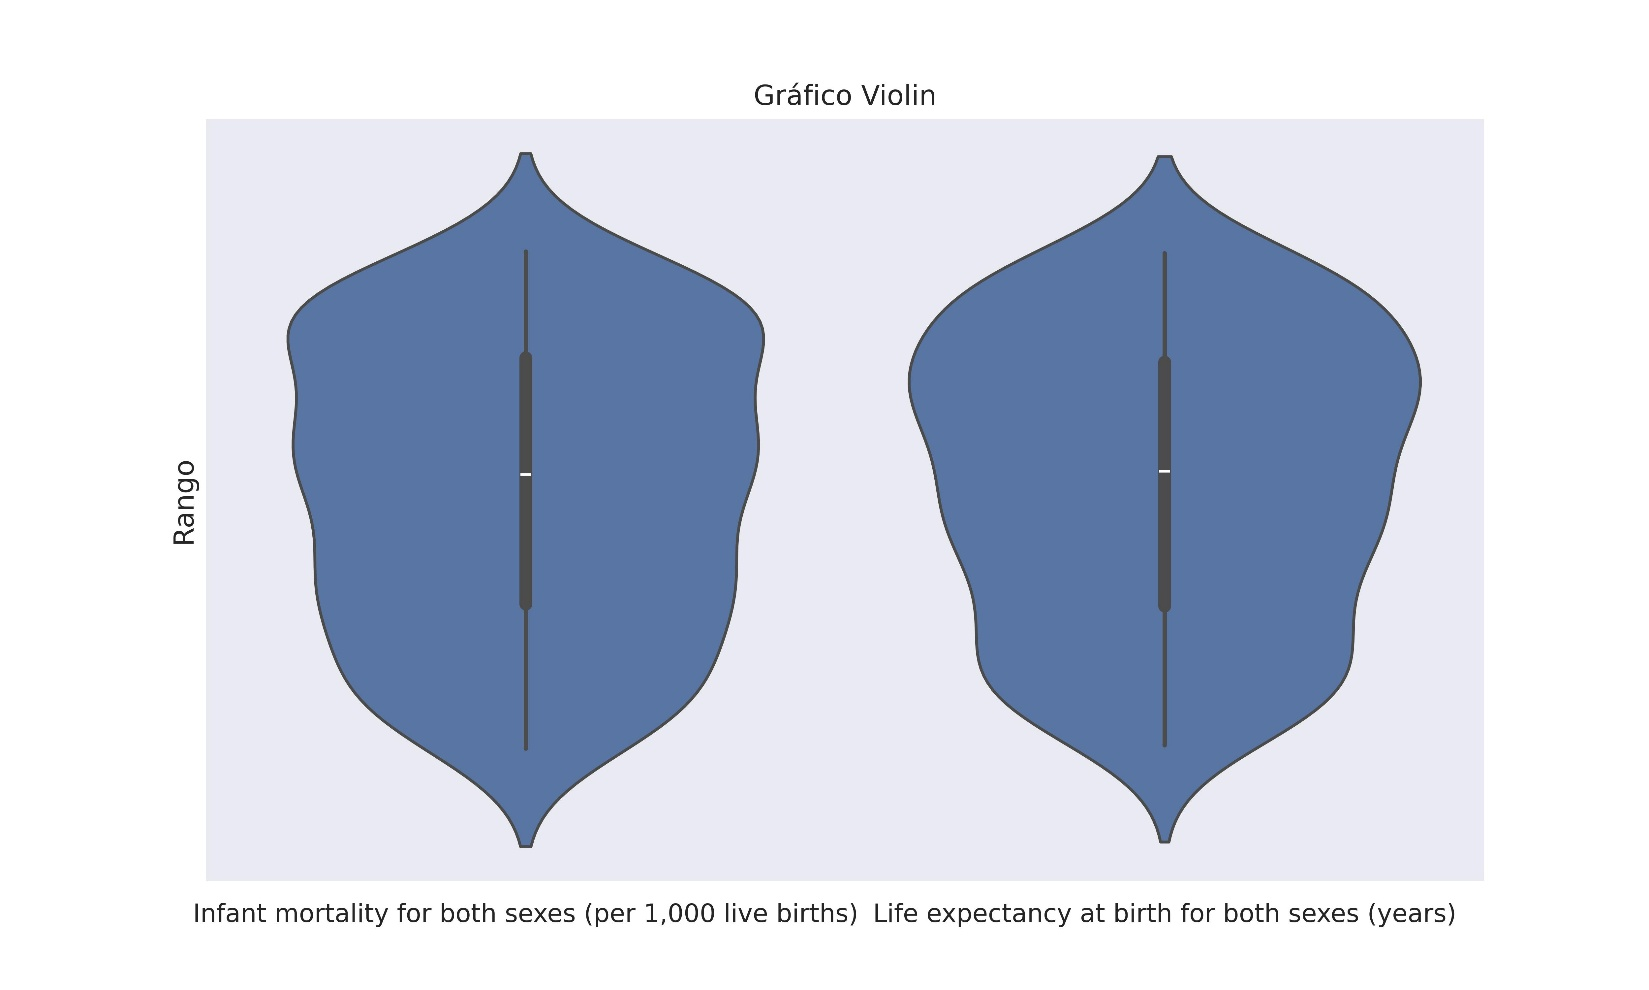 Gráfico Violin
Rango
Infant mortality for both sexes (per 1,000 live births)
Life expectancy at birth for both sexes (years)